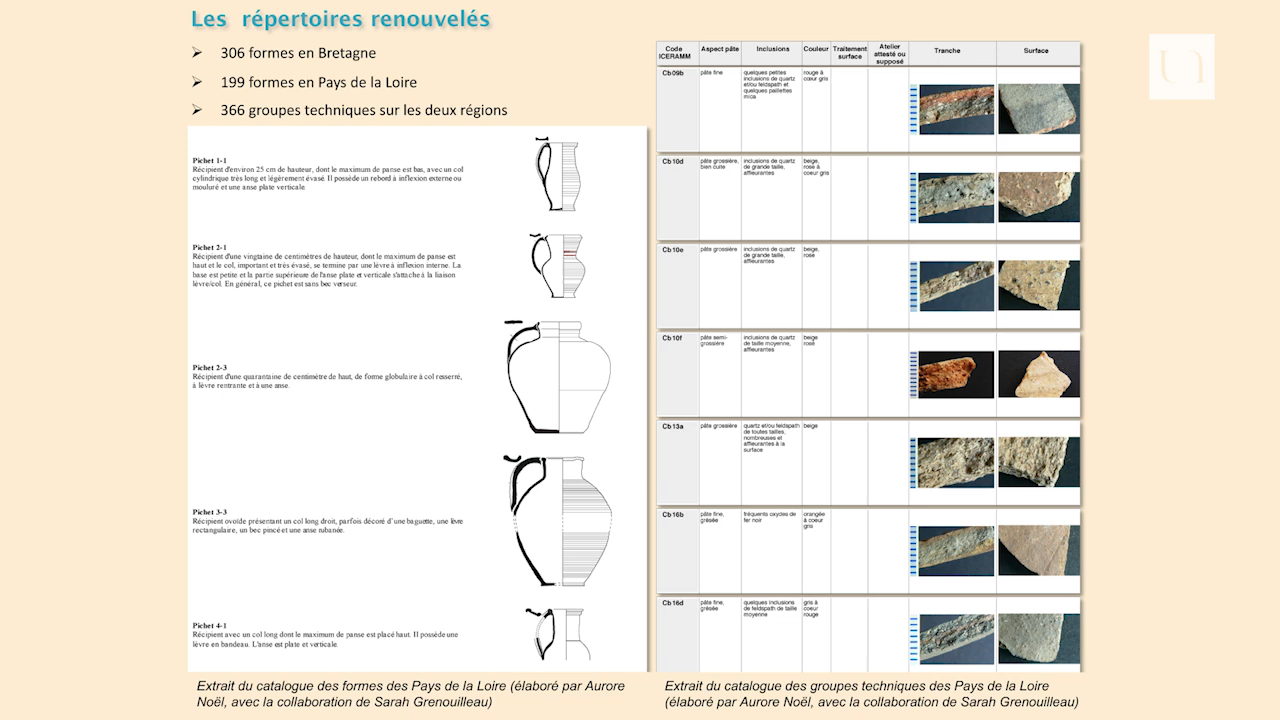 Les répertoires renouvelés
306 formes en Bretagne
199 formes en Pays de la Loire
366 groupes techniques sur les deux régions
Pichet 1-1
Récipient d'environ 25 cm de hauteur, dont le maximum de panse est bas, avec un col
cylindrique très long et légèrement évasé. Il possède un rebord à inflexion externe ou
mouluré et une anse plate verticale.
Pichet 2-1
Récipient d'une vingtaine de centimètres de hauteur, dont le maximum de panse est
haut et le col, important et très évasé, se termine par une lèvre à inflexion interne. La
base est petite et la partie supérieure de l'anse plate et verticale s'attache à la liaison
lèvre/col. En général, ce pichet est sans bec verseur.
Pichet 2-3
Récipient d'une quarantaine de centimètre de haut, de forme globulaire à col resserré,
à lèvre rentrante et à une anse.
Pichet 3-3
Récipient ovoïde présentant un col long droit, parfois décoré d'une baguette, une lèvre
rectangulaire, un bec pincé et une anse rubanée.
Pichet 4-1
Récipient avec un col long dont le maximum de panse est placé haut. Il possède une
lèvre en bandeau. L'anse est plate et verticale.
Extrait du catalogue des formes des Pays de la Loire (élaboré par Aurore
Noël, avec la collaboration de Sarah Grenouilleau)
Code ICERAMM Aspect pâte Inclusions Couleur Traitement surface Atelier attesté ou supposé Tranche Surface
Cb09b pâte fine quelques petites inclusions de quartz et/ou feldspath et quelques paillettes mica rouge à cœur gris
Cb10d pâte grossière, bien cuite inclusions de quartz de grande taille, affleurantes beige, rosé à coeur gris
Cb10e pâte grossière inclusions de quartz de grande taille, affleurantes beige, rosé
Cb10f pâte semi-grossière inclusions de quartz de taille moyenne, affleurantes beige rosé
Cb13a pâte grossière quartz et/ou feldspath de toutes tailles, nombreuses et affleurantes à la surface beige
Cb16b pâte fine, grésée fréquents oxydes de fer noir orangée à coeur gris
Cb16d pâte fine, grésée quelques inclusions de feldspath de taille moyenne gris à coeur rouge
Extrait du catalogue des groupes techniques des Pays de la Loire
(élaboré par Aurore Noël, avec la collaboration de Sarah Grenouilleau)